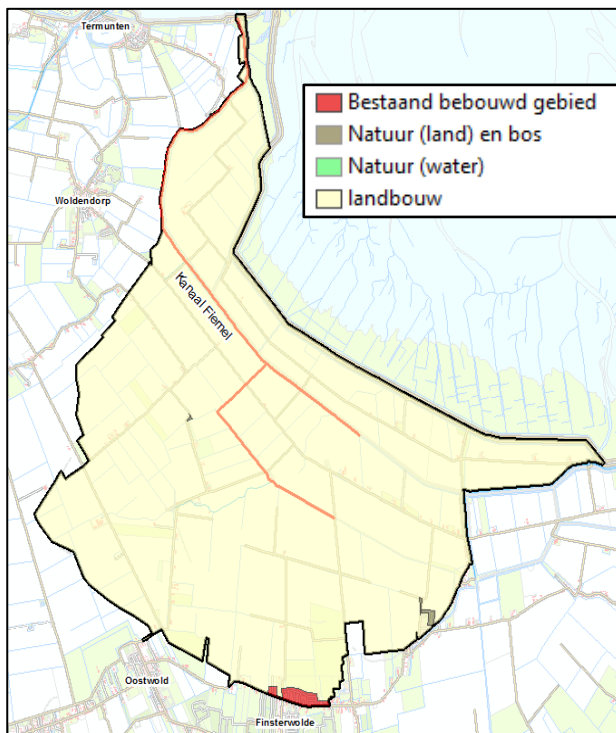 Termunten
Bestaand bebouwd gebied
Natuur (land) en bos
Natuur (water)
landbouw
Woldendorp
Kanaal Fiemel
Oostwold
Finsterwolde